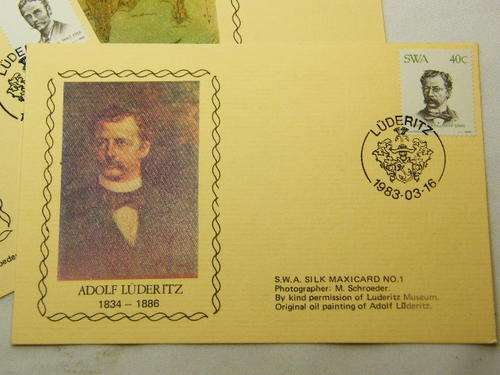 SWA 40c
LÜDERITZ
1983-03-16
ADOLF LÜDERITZ
1834 – 1886
S.W.A. SILK MAXICARD NO.1
Photographer: M. Schroeder.
By kind permission of Luderitz Museum.
Original oil painting of Adolf Lüderitz.